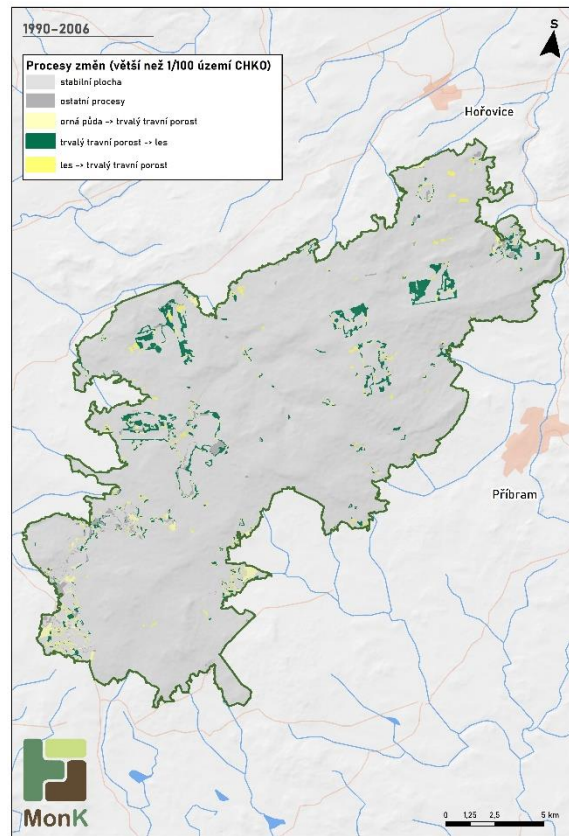 1990–2006
S
Procesy změn (větší než 1/100 území CHKO)
stabilní plocha
ostatní procesy
orná půda -> trvalý travní porost
trvalý travní porost -> les
les -> trvalý travní porost
Hořovice
Příbram
MonK
0 1,25 2,5 5 km